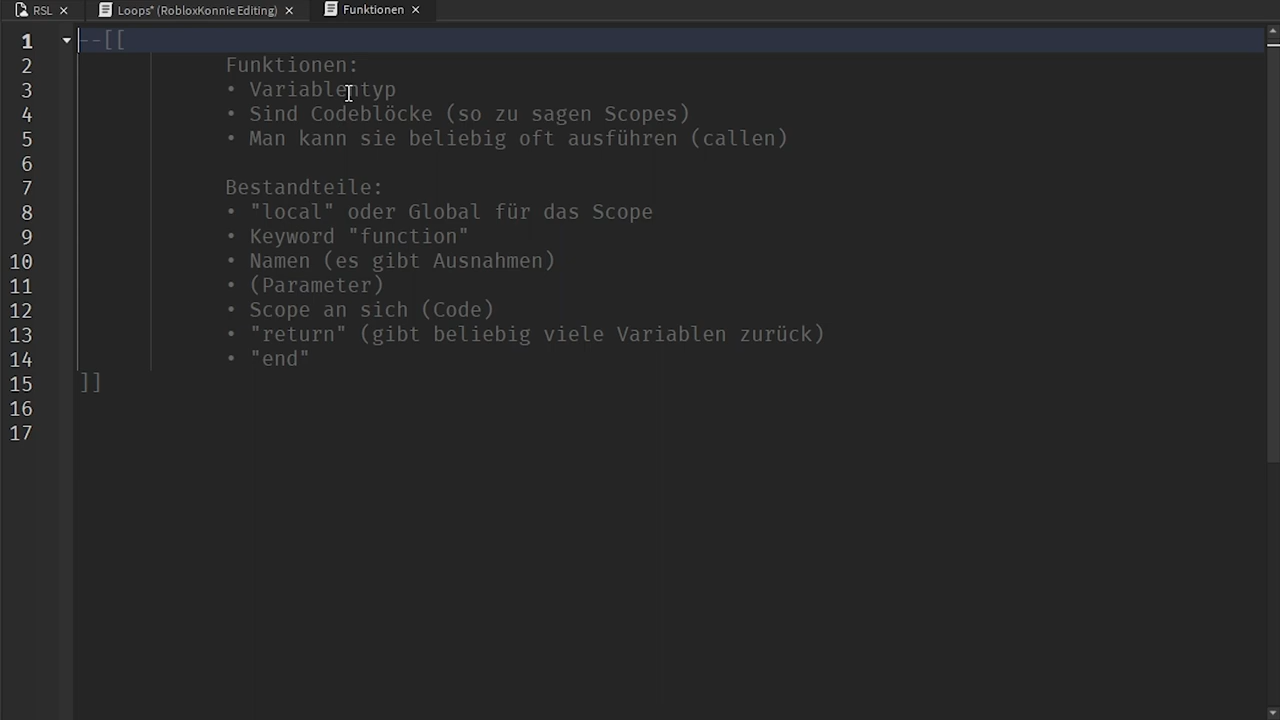 RSL Loops* (RobloxKonnie Editing) Funktionen
1 --[[
2 Funktionen:
3 • Variablentyp
4 • Sind Codeblöcke (so zu sagen Scopes)
5 • Man kann sie beliebig oft ausführen (callen)
6
7 Bestandteile:
8 • "local" oder Global für das Scope
9 • Keyword "function"
10 • Namen (es gibt Ausnahmen)
11 • (Parameter)
12 • Scope an sich (Code)
13 • "return" (gibt beliebig viele Variablen zurück)
14 • "end"
15 ]]
16
17